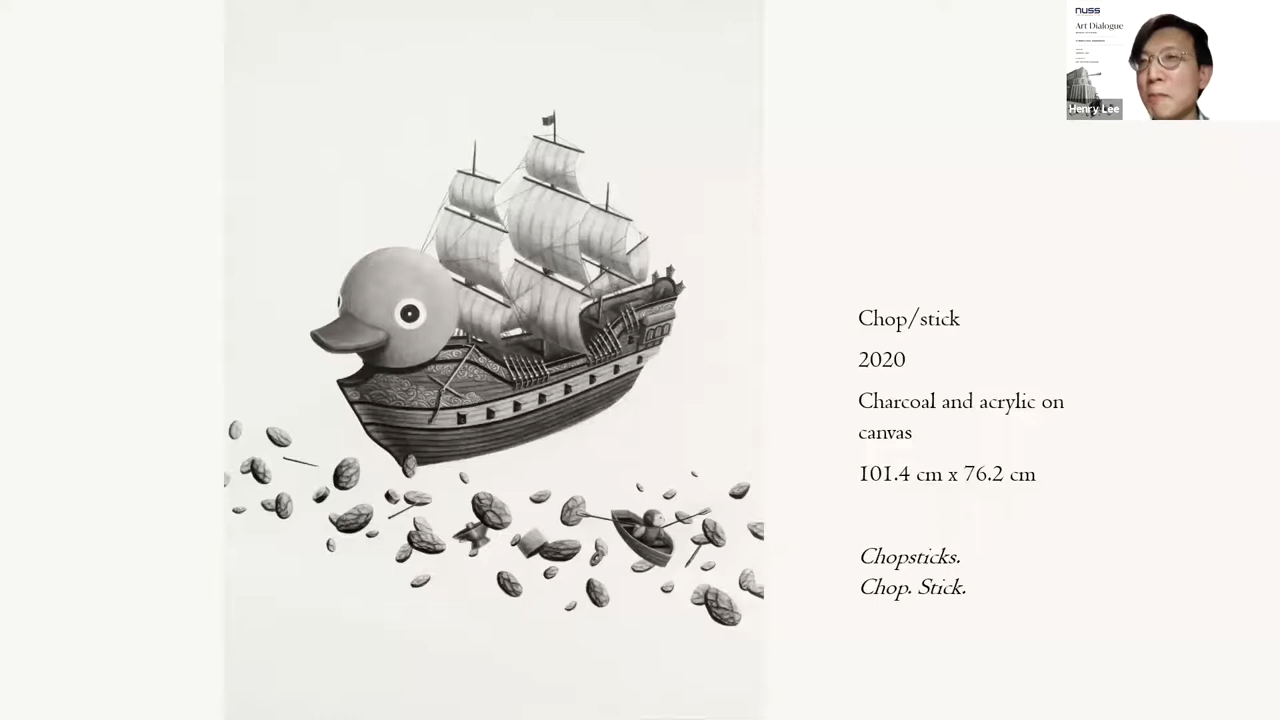 nuss
Art Dialogue
Henry Lee
Chop/stick
2020
Charcoal and acrylic on
canvas
101.4 cm x 76.2 cm
Chopsticks.
Chop. Stick.